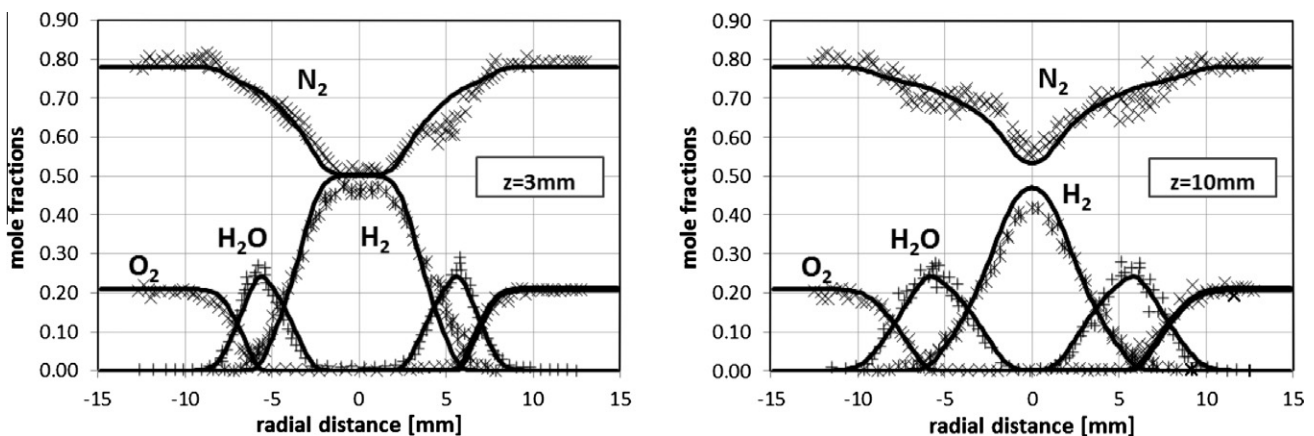 mole fractions
0.90
0.80
0.70
0.60
0.50
0.40
0.30
0.20
0.10
0.00
N₂
z=3mm
H₂O
H₂
O₂
-15 -10 -5 0 5 10 15
radial distance [mm]
mole fractions
0.90
0.80
0.70
0.60
0.50
0.40
0.30
0.20
0.10
0.00
N₂
z=10mm
H₂
H₂O
O₂
-15 -10 -5 0 5 10 15
radial distance [mm]